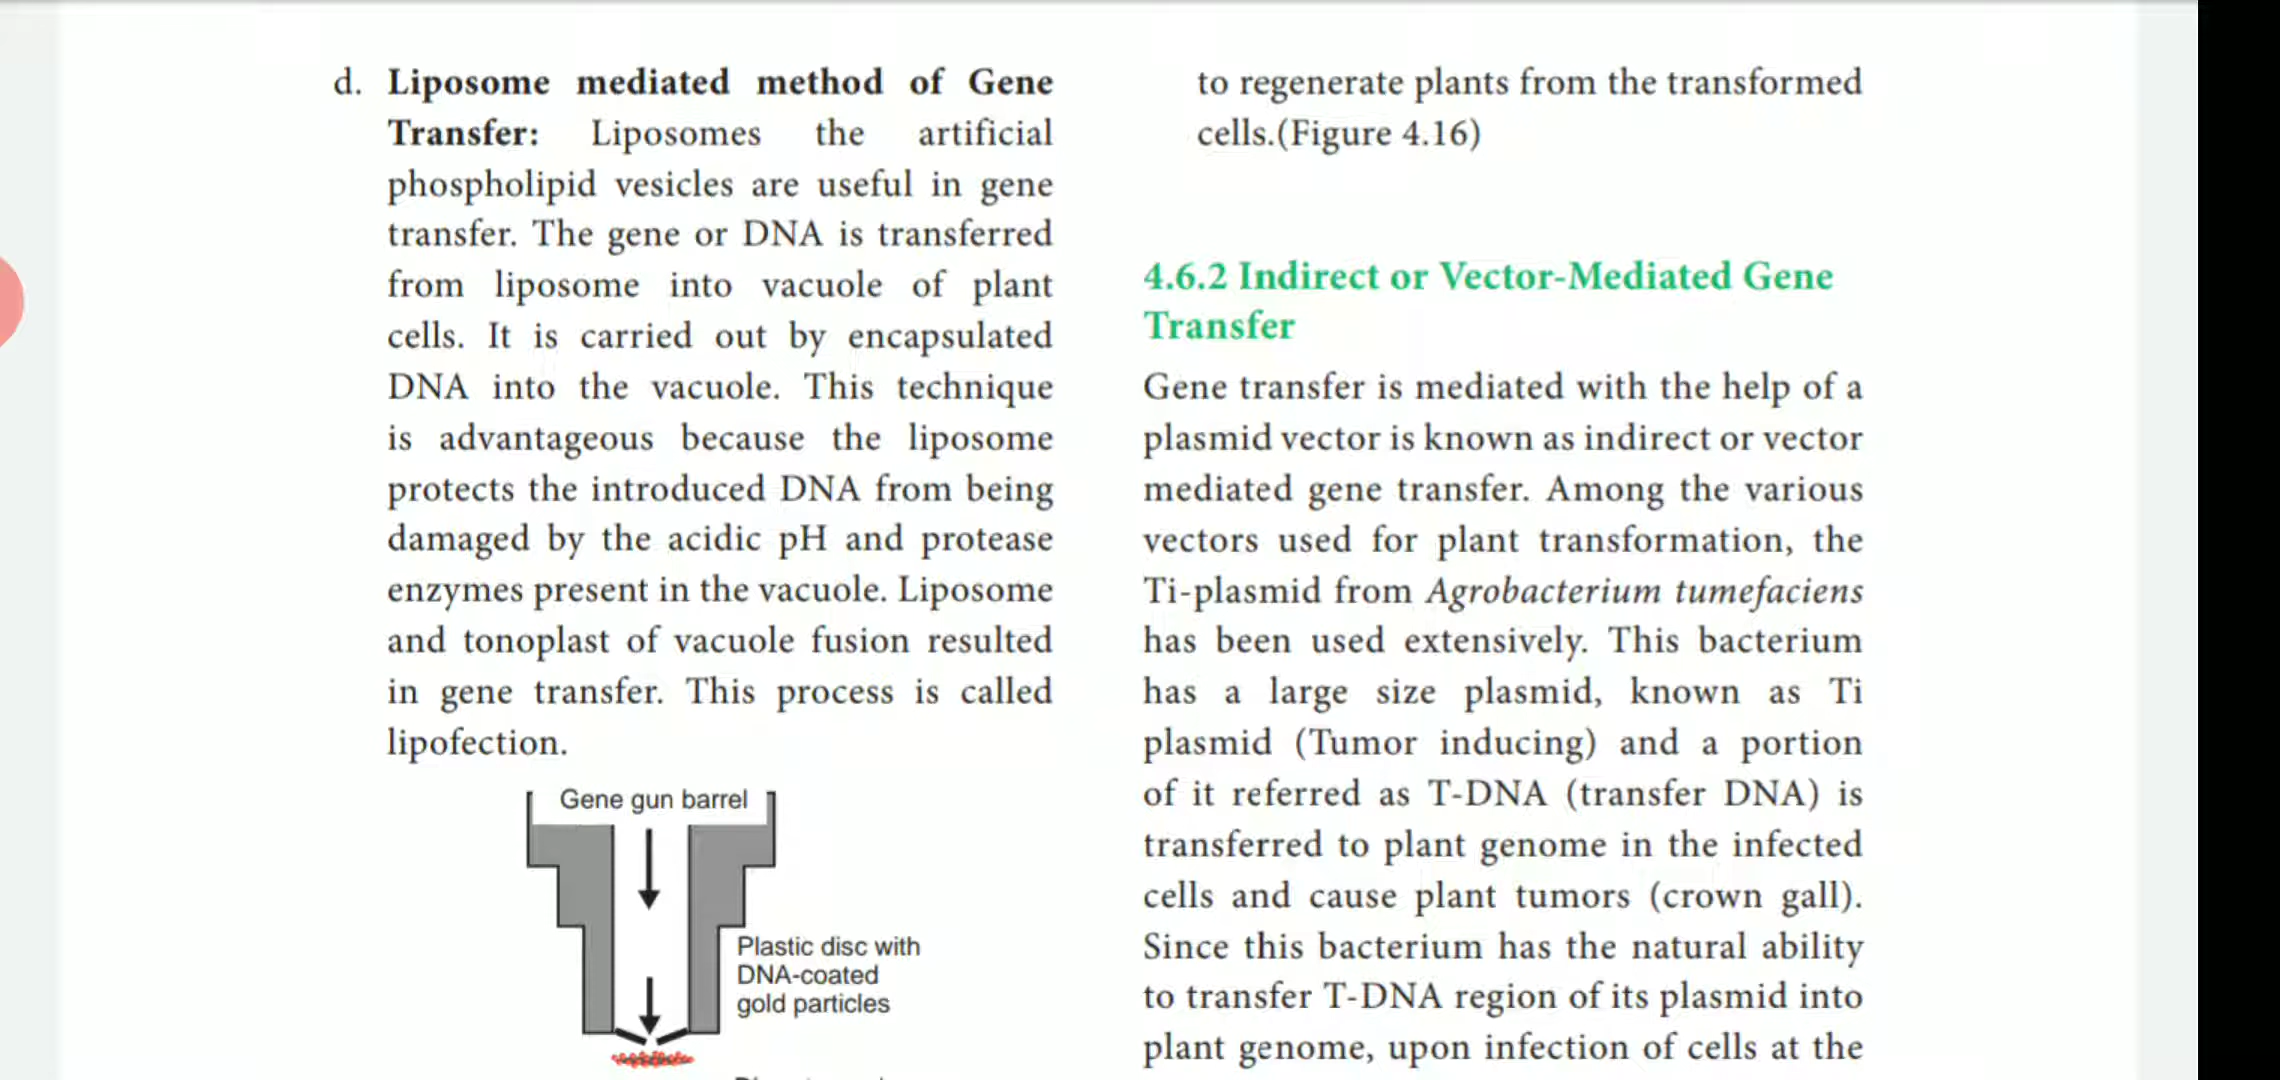 d. Liposome mediated method of Gene
Transfer: Liposomes the artificial
phospholipid vesicles are useful in gene
transfer. The gene or DNA is transferred
from liposome into vacuole of plant
cells. It is carried out by encapsulated
DNA into the vacuole. This technique
is advantageous because the liposome
protects the introduced DNA from being
damaged by the acidic pH and protease
enzymes present in the vacuole. Liposome
and tonoplast of vacuole fusion resulted
in gene transfer. This process is called
lipofection.
Gene gun barrel
Plastic disc with
DNA-coated
gold particles
to regenerate plants from the transformed
cells.(Figure 4.16)
4.6.2 Indirect or Vector-Mediated Gene
Transfer
Gene transfer is mediated with the help of a
plasmid vector is known as indirect or vector
mediated gene transfer. Among the various
vectors used for plant transformation, the
Ti-plasmid from Agrobacterium tumefaciens
has been used extensively. This bacterium
has a large size plasmid, known as Ti
plasmid (Tumor inducing) and a portion
of it referred as T-DNA (transfer DNA) is
transferred to plant genome in the infected
cells and cause plant tumors (crown gall).
Since this bacterium has the natural ability
to transfer T-DNA region of its plasmid into
plant genome, upon infection of cells at the